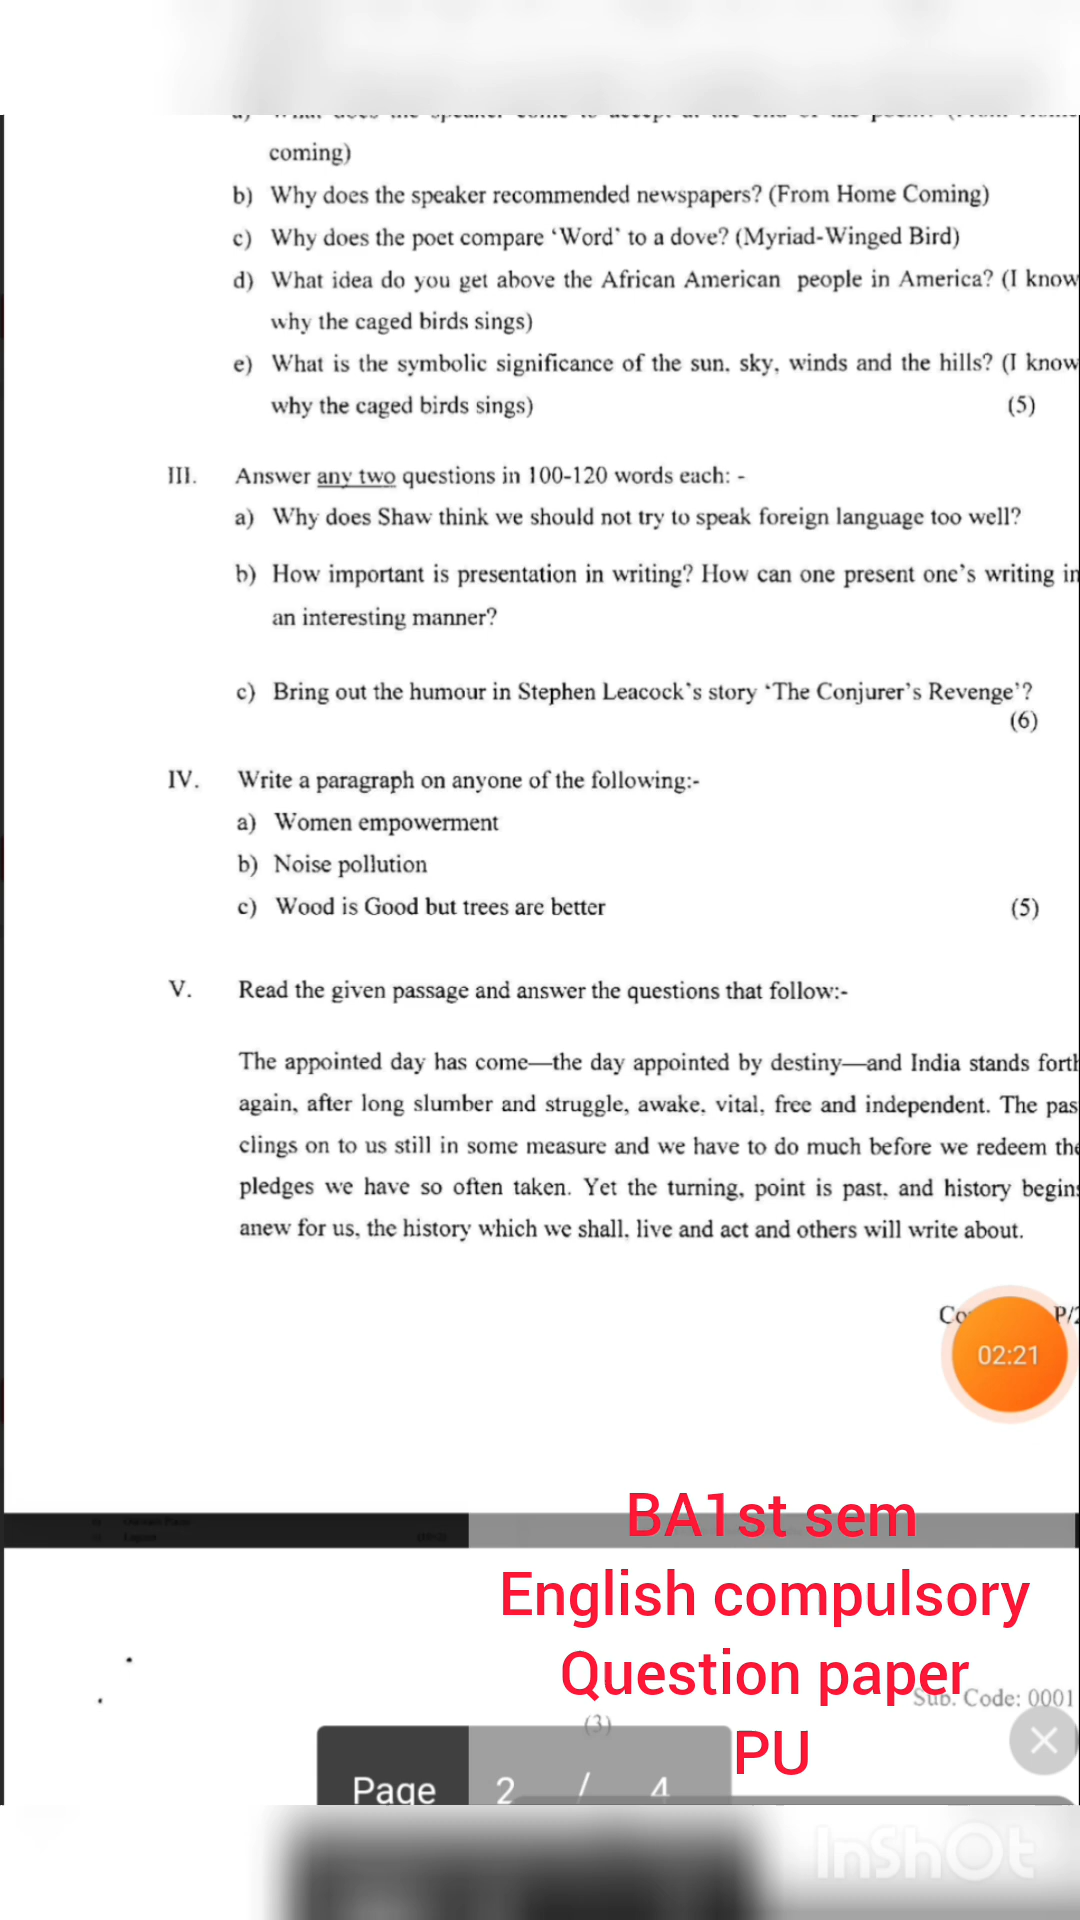 coming)
b) Why does the speaker recommended newspapers? (From Home Coming)
c) Why does the poet compare ‘Word’ to a dove? (Myriad-Winged Bird)
d) What idea do you get above the African American people in America? (I know
why the caged birds sings)
e) What is the symbolic significance of the sun, sky, winds and the hills? (I know
why the caged birds sings) (5)
III. Answer any two questions in 100-120 words each: -
a) Why does Shaw think we should not try to speak foreign language too well?
b) How important is presentation in writing? How can one present one’s writing in
an interesting manner?
c) Bring out the humour in Stephen Leacock’s story ‘The Conjurer’s Revenge’?
(6)
IV. Write a paragraph on anyone of the following:-
a) Women empowerment
b) Noise pollution
c) Wood is Good but trees are better (5)
V. Read the given passage and answer the questions that follow:-
The appointed day has come—the day appointed by destiny—and India stands forth
again, after long slumber and struggle, awake, vital, free and independent. The pas
clings on to us still in some measure and we have to do much before we redeem the
pledges we have so often taken. Yet the turning, point is past, and history begins
anew for us, the history which we shall, live and act and others will write about.
P/2
02:21
BA1st sem
English compulsory
Question paper
Sub. Code: 0001
(3)
PU
Page 2 / 4
InShOt